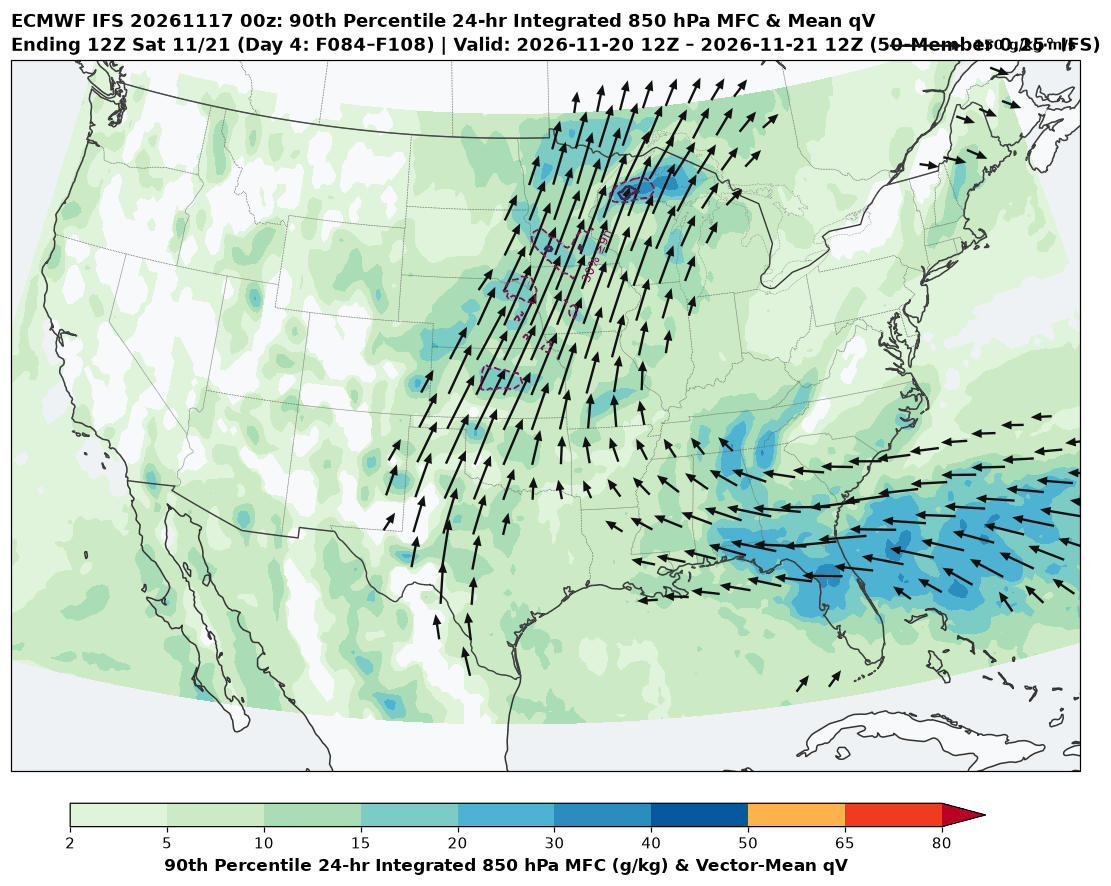 ECMWF IFS 20261117 00z: 90th Percentile 24-hr Integrated 850 hPa MFC & Mean qV
Ending 12Z Sat 11/21 (Day 4: F084–F108) | Valid: 2026-11-20 12Z – 2026-11-21 12Z (50-Member 0.25° IFS)
150 g/kg·m/s
2 5 10 15 20 30 40 50 65 80
90th Percentile 24-hr Integrated 850 hPa MFC (g/kg) & Vector-Mean qV